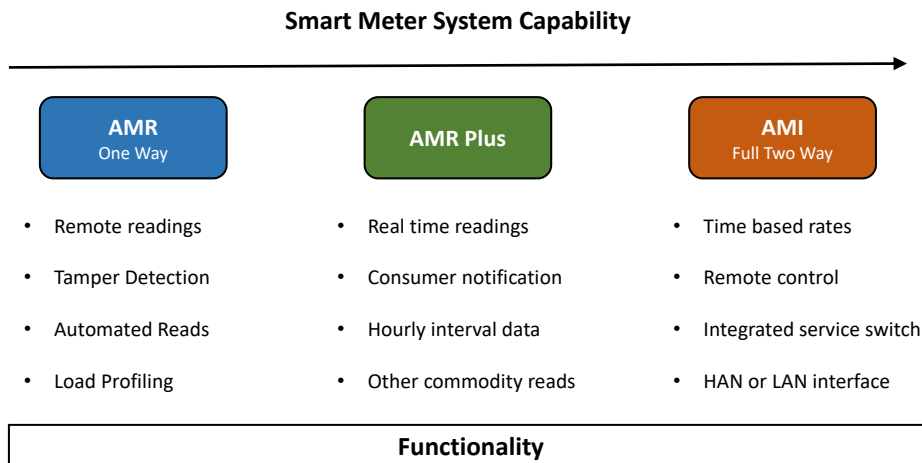 Smart Meter System Capability
AMR
One Way
AMR Plus
AMI
Full Two Way
• Remote readings
• Tamper Detection
• Automated Reads
• Load Profiling
• Real time readings
• Consumer notification
• Hourly interval data
• Other commodity reads
• Time based rates
• Remote control
• Integrated service switch
• HAN or LAN interface
Functionality